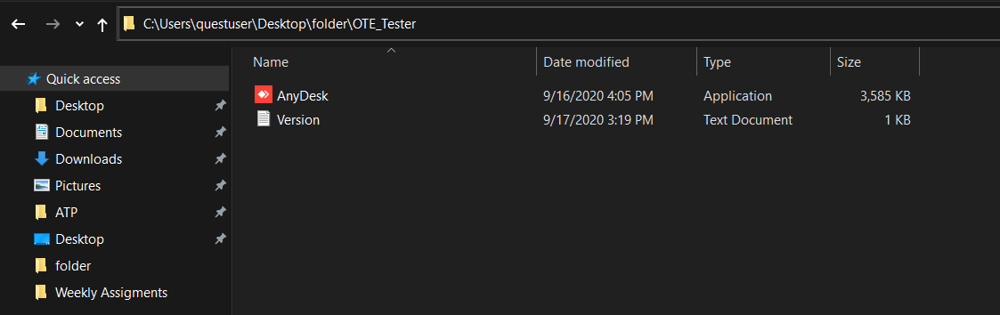 C:\Users\questuser\Desktop\folder\OTE_Tester
Name Date modified Type Size
Quick access
Desktop
Documents
Downloads
Pictures
ATP
Desktop
folder
Weekly Assigments
AnyDesk 9/16/2020 4:05 PM Application 3,585 KB
Version 9/17/2020 3:19 PM Text Document 1 KB